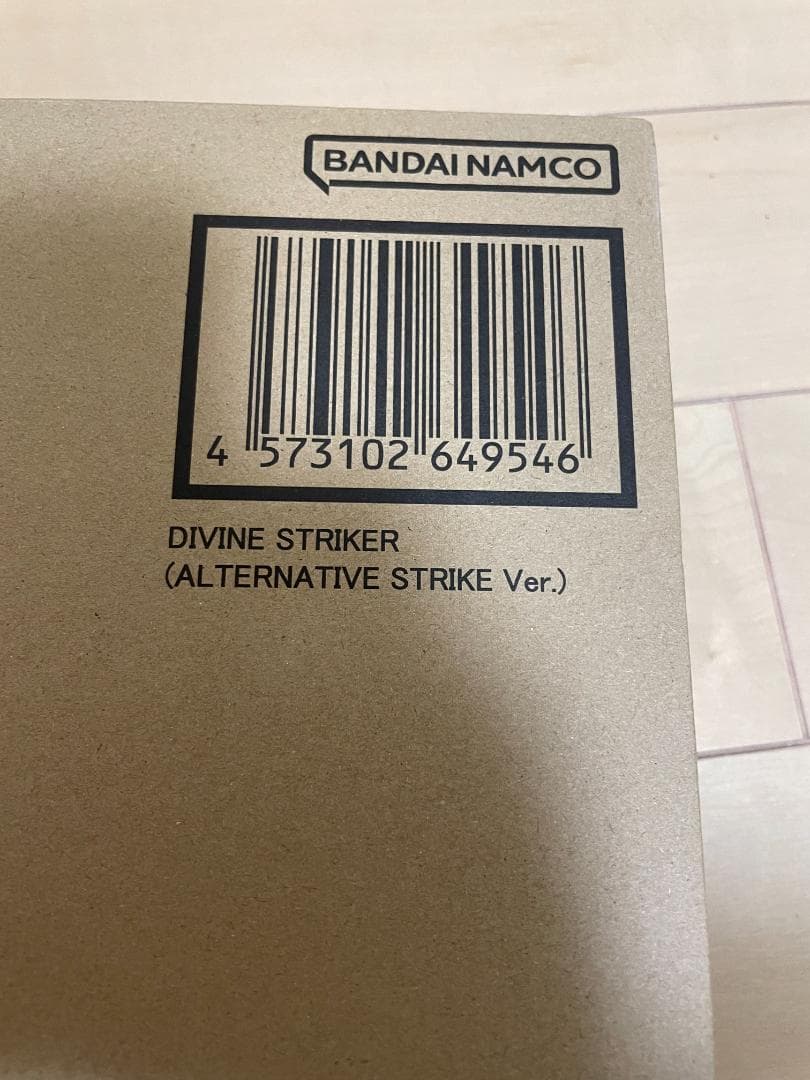 BANDAI NAMCO
4 573102 649546
DIVINE STRIKER
(ALTERNATIVE STRIKE Ver.)